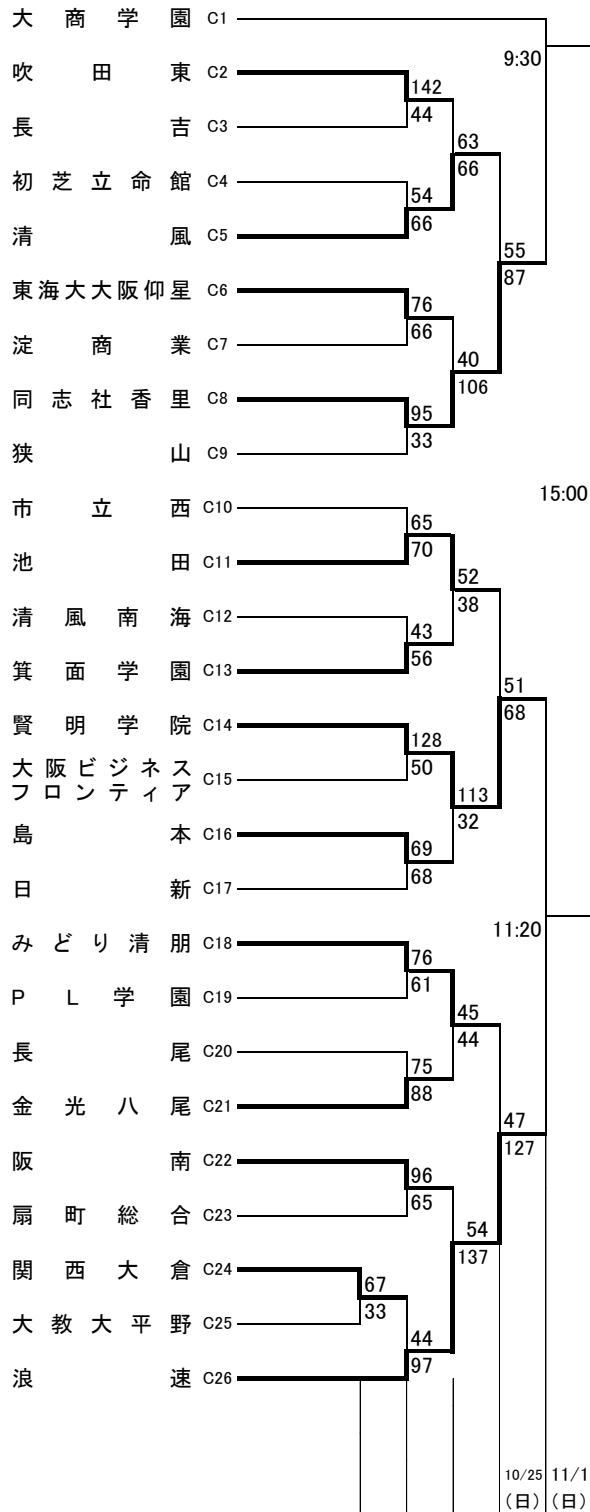 大商学園 C1
9:30
吹田東 C2
142
44
長吉 C3
63
66
初芝立命館 C4
54
66
清風 C5
55
87
東海大大阪仰星 C6
76
66
淀商業 C7
40
106
同志社香里 C8
95
33
狭山 C9
15:00
市立西 C10
65
70
池田 C11
52
38
清風南海 C12
43
56
箕面学園 C13
51
68
賢明学院 C14
128
50
大阪ビジネス
フロンティア C15
113
32
島本 C16
69
68
日新 C17
11:20
みどり清朋 C18
76
61
PL学園 C19
45
44
長尾 C20
75
88
金光八尾 C21
47
127
阪南 C22
96
65
扇町総合 C23
54
137
関西大倉 C24
67
33
大教大平野 C25
44
97
浪速 C26
10/25 11/1
(日) (日)